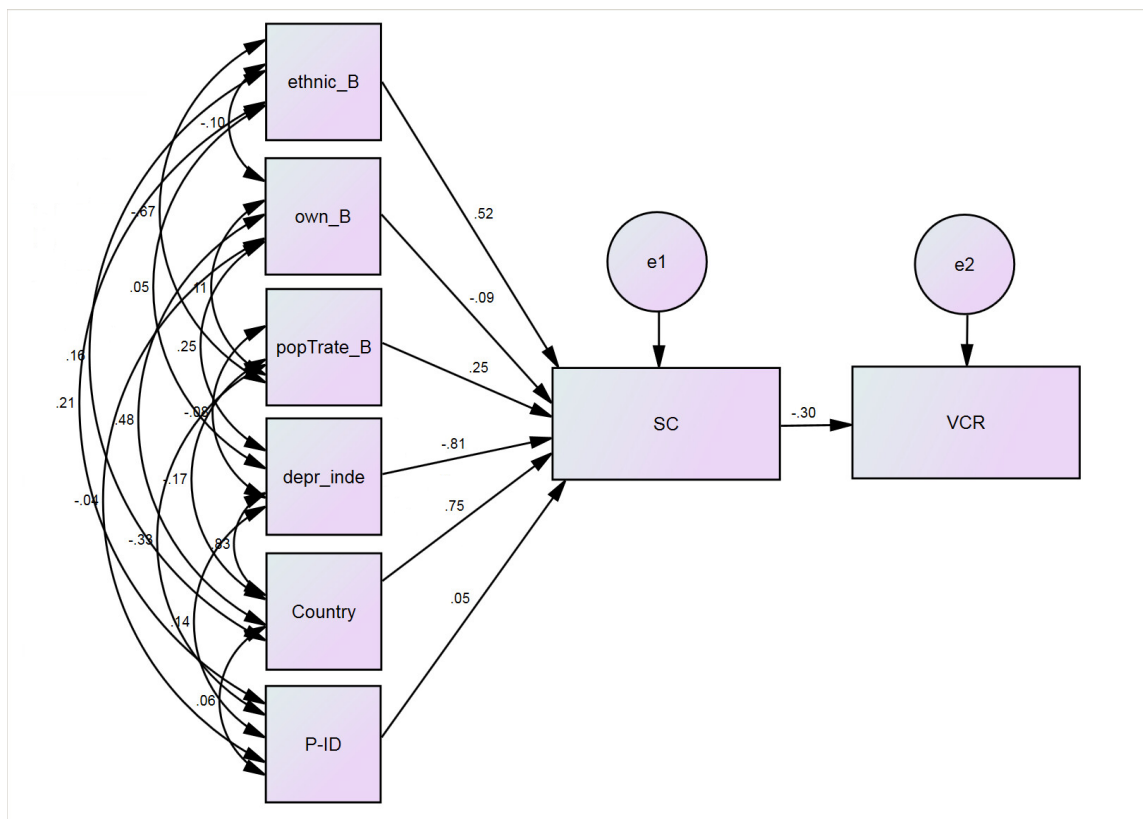 ethnic_B
-.10
own_B
.52
e1
e2
-.67
-.09
.05
.11
popTrate_B
.25
.25
.16
-.08
SC
-.30
VCR
.21
.48
-.81
depr_inde
-.17
-.04
.75
-.33
.83
Country
.05
.14
.06
P-ID